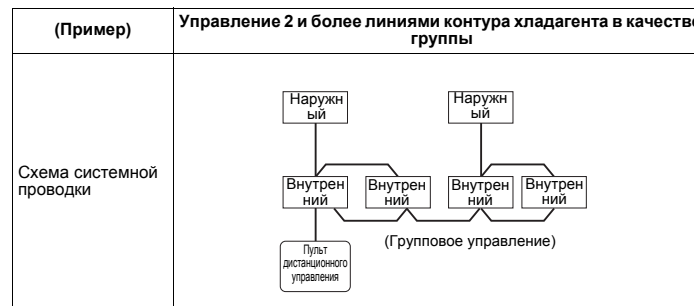 (Пример)
Управление 2 и более линиями контура хладагента в качестве
группы
Схема системной
проводки
Наружн
ый
Наружн
ый
Внутрен
ний
Внутрен
ний
Внутрен
ний
Внутрен
ний
Пульт
дистанционного
управления
(Групповое управление)